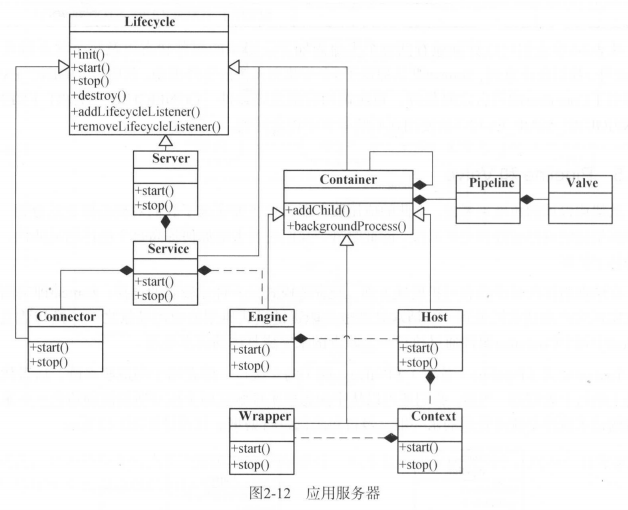 Lifecycle
+init()
+start()
+stop()
+destroy()
+addLifecycleListener()
+removeLifecycleListener()
Server
+start()
+stop()
Container
+addChild()
+backgroundProcess()
Pipeline
Valve
Service
+start()
+stop()
Connector
+start()
+stop()
Engine
+start()
+stop()
Host
+start()
+stop()
Wrapper
+start()
+stop()
Context
+start()
+stop()
图2-12 应用服务器